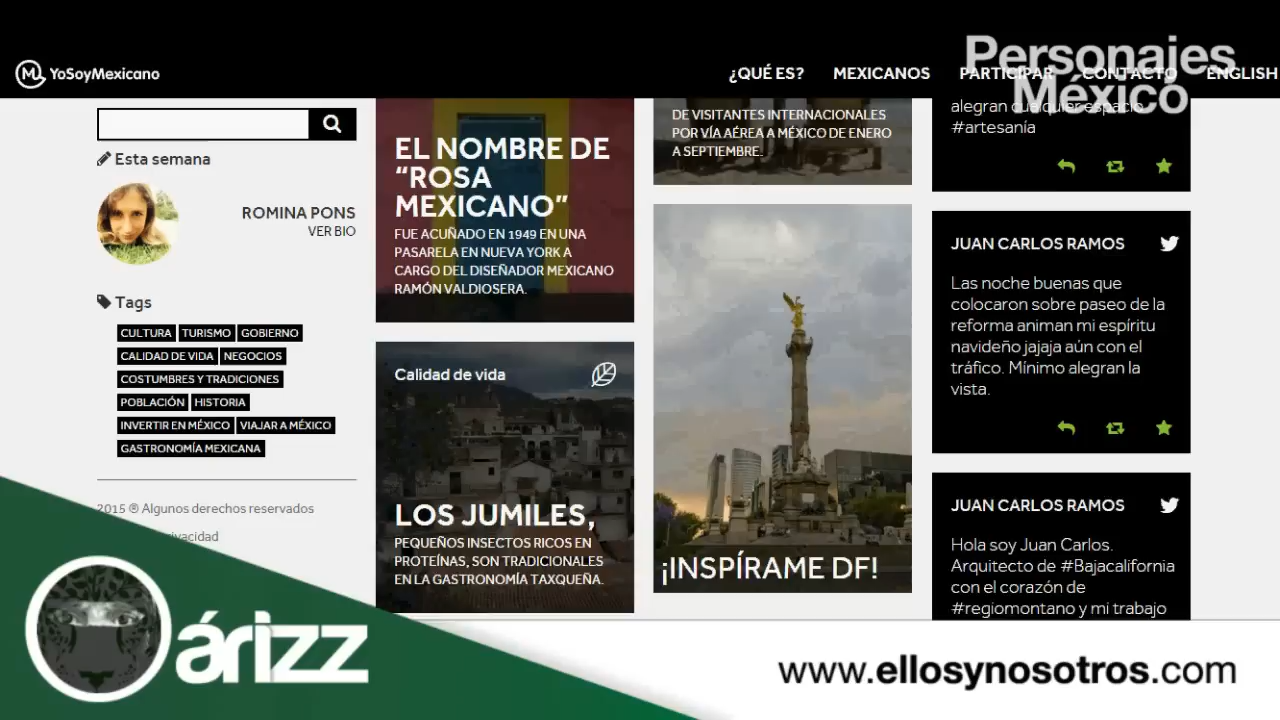 Personajes
México
YoSoyMexicano
¿QUÉ ES?
MEXICANOS
PARTICIPAR
CONTACTO
ENGLISH
Esta semana
ROMINA PONS
VER BIO
Tags
CULTURA
TURISMO
GOBIERNO
CALIDAD DE VIDA
NEGOCIOS
COSTUMBRES Y TRADICIONES
POBLACIÓN
HISTORIA
INVERTIR EN MÉXICO
VIAJAR A MÉXICO
GASTRONOMÍA MEXICANA
2015 ® Algunos derechos reservados
EL NOMBRE DE
“ROSA
MEXICANO”
FUE ACUÑADO EN 1949 EN UNA
PASARELA EN NUEVA YORK A
CARGO DEL DISEÑADOR MEXICANO
RAMÓN VALDIOSERA.
Calidad de vida
LOS JUMILES,
PEQUEÑOS INSECTOS RICOS EN
PROTEÍNAS, SON TRADICIONALES
EN LA GASTRONOMÍA TAXQUEÑA.
DE VISITANTES INTERNACIONALES
POR VÍA AÉREA A MÉXICO DE ENERO
A SEPTIEMBRE.
¡INSPÍRAME DF!
alegran cualquier espacio
#artesanía
JUAN CARLOS RAMOS
Las noche buenas que
colocaron sobre paseo de la
reforma animan mi espíritu
navideño jajaja aún con el
tráfico. Mínimo alegran la
vista.
JUAN CARLOS RAMOS
Hola soy Juan Carlos.
Arquitecto de #Bajacalifornia
con el corazón de
#regiomontano y mi trabajo
árizz
www.ellosynosotros.com